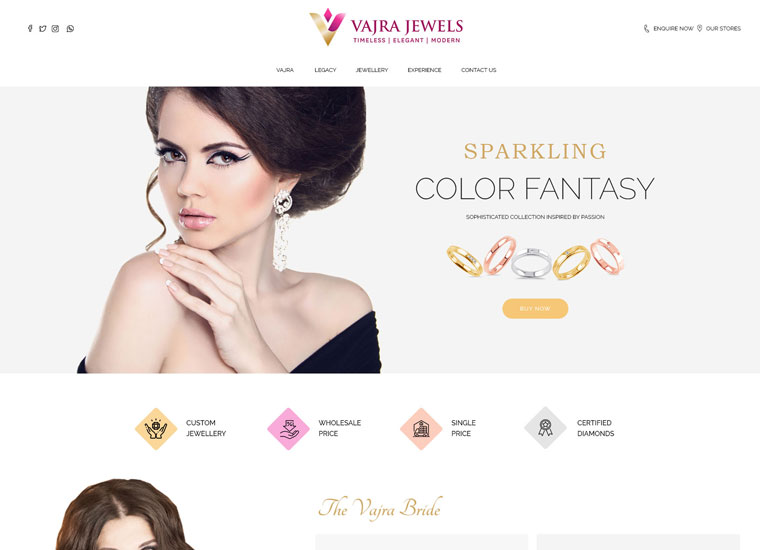 VAJRA JEWELS
TIMELESS | ELEGANT | MODERN
ENQUIRE NOW
OUR STORES
VAJRA
LEGACY
JEWELLERY
EXPERIENCE
CONTACT US
SPARKLING
COLOR FANTASY
SOPHISTICATED COLLECTION INSPIRED BY PASSION
BUY NOW
CUSTOM
JEWELLERY
WHOLESALE
PRICE
SINGLE
PRICE
CERTIFIED
DIAMONDS
The Vajra Bride